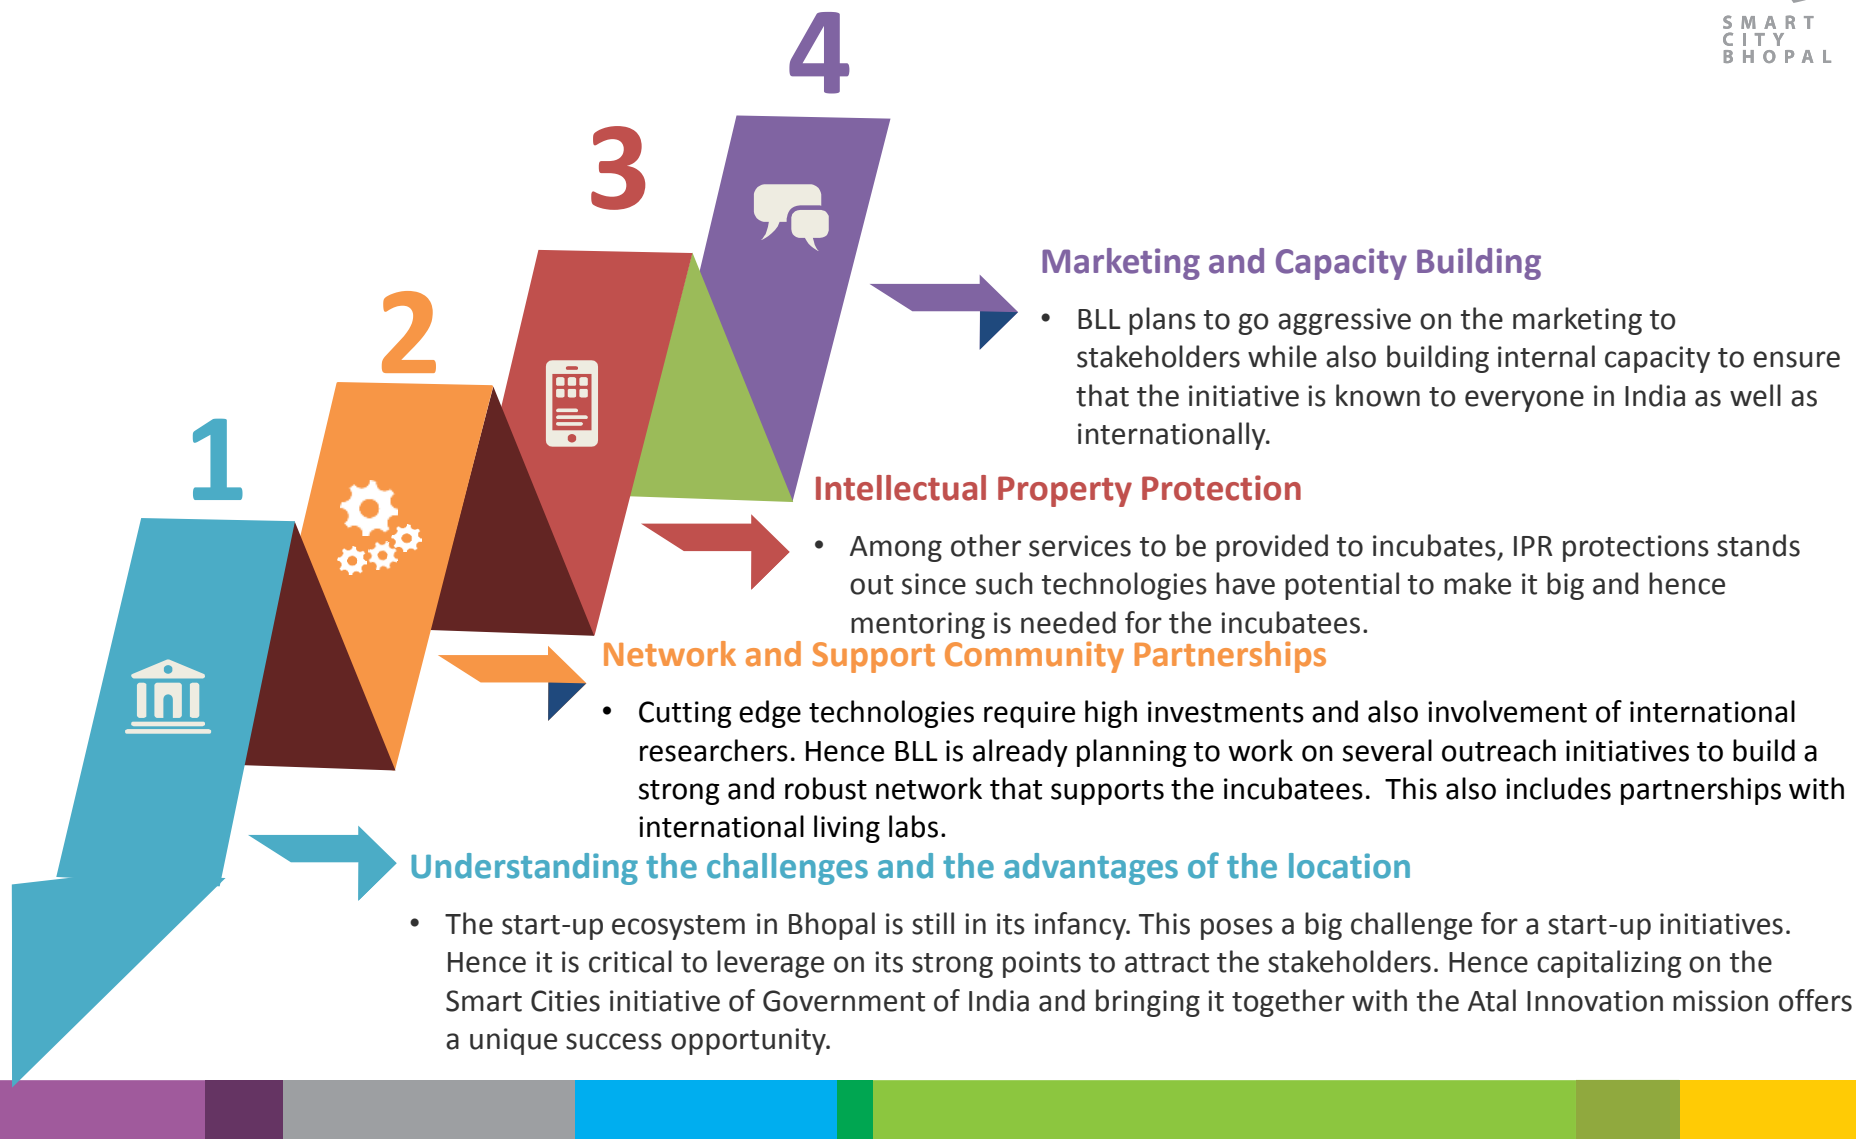 SMART
CITY
BHOPAL
4
3
2
1
Marketing and Capacity Building
• BLL plans to go aggressive on the marketing to
stakeholders while also building internal capacity to ensure
that the initiative is known to everyone in India as well as
internationally.
Intellectual Property Protection
• Among other services to be provided to incubates, IPR protections stands
out since such technologies have potential to make it big and hence
mentoring is needed for the incubatees.
Network and Support Community Partnerships
• Cutting edge technologies require high investments and also involvement of international
researchers. Hence BLL is already planning to work on several outreach initiatives to build a
strong and robust network that supports the incubatees.  This also includes partnerships with
international living labs.
Understanding the challenges and the advantages of the location
• The start-up ecosystem in Bhopal is still in its infancy. This poses a big challenge for a start-up initiatives.
Hence it is critical to leverage on its strong points to attract the stakeholders. Hence capitalizing on the
Smart Cities initiative of Government of India and bringing it together with the Atal Innovation mission offers
a unique success opportunity.